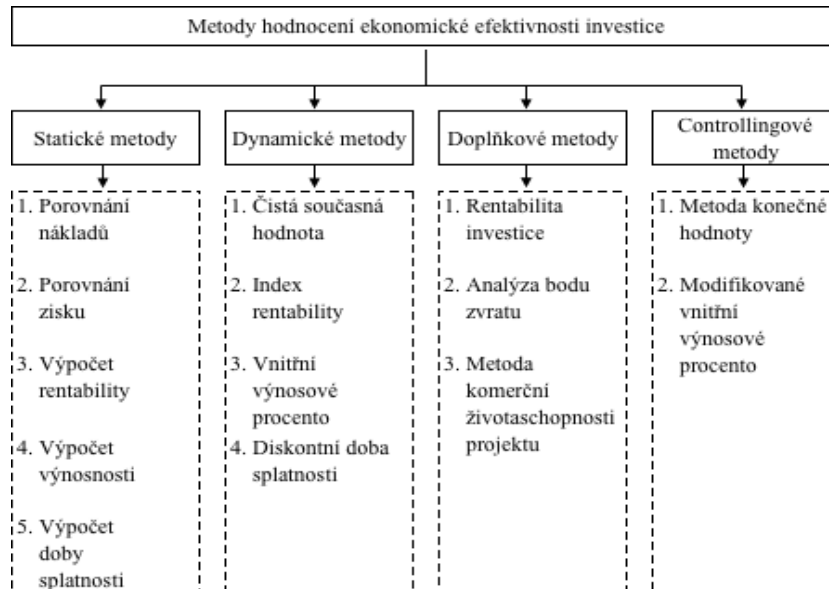 Metody hodnocení ekonomické efektivnosti investice
Statické metody
Dynamické metody
Doplňkové metody
Controllingové
metody
1. Porovnání
nákladů
2. Porovnání
zisku
3. Výpočet
rentability
4. Výpočet
výnosnosti
5. Výpočet
doby
splatnosti
1. Čistá současná
hodnota
2. Index
rentability
3. Vnitřní
výnosové
procento
4. Diskontní doba
splatnosti
1. Rentabilita
investice
2. Analýza bodu
zvratu
3. Metoda
komerční
životaschopnosti
projektu
1. Metoda konečné
hodnoty
2. Modifikované
vnitřní
výnosové
procento